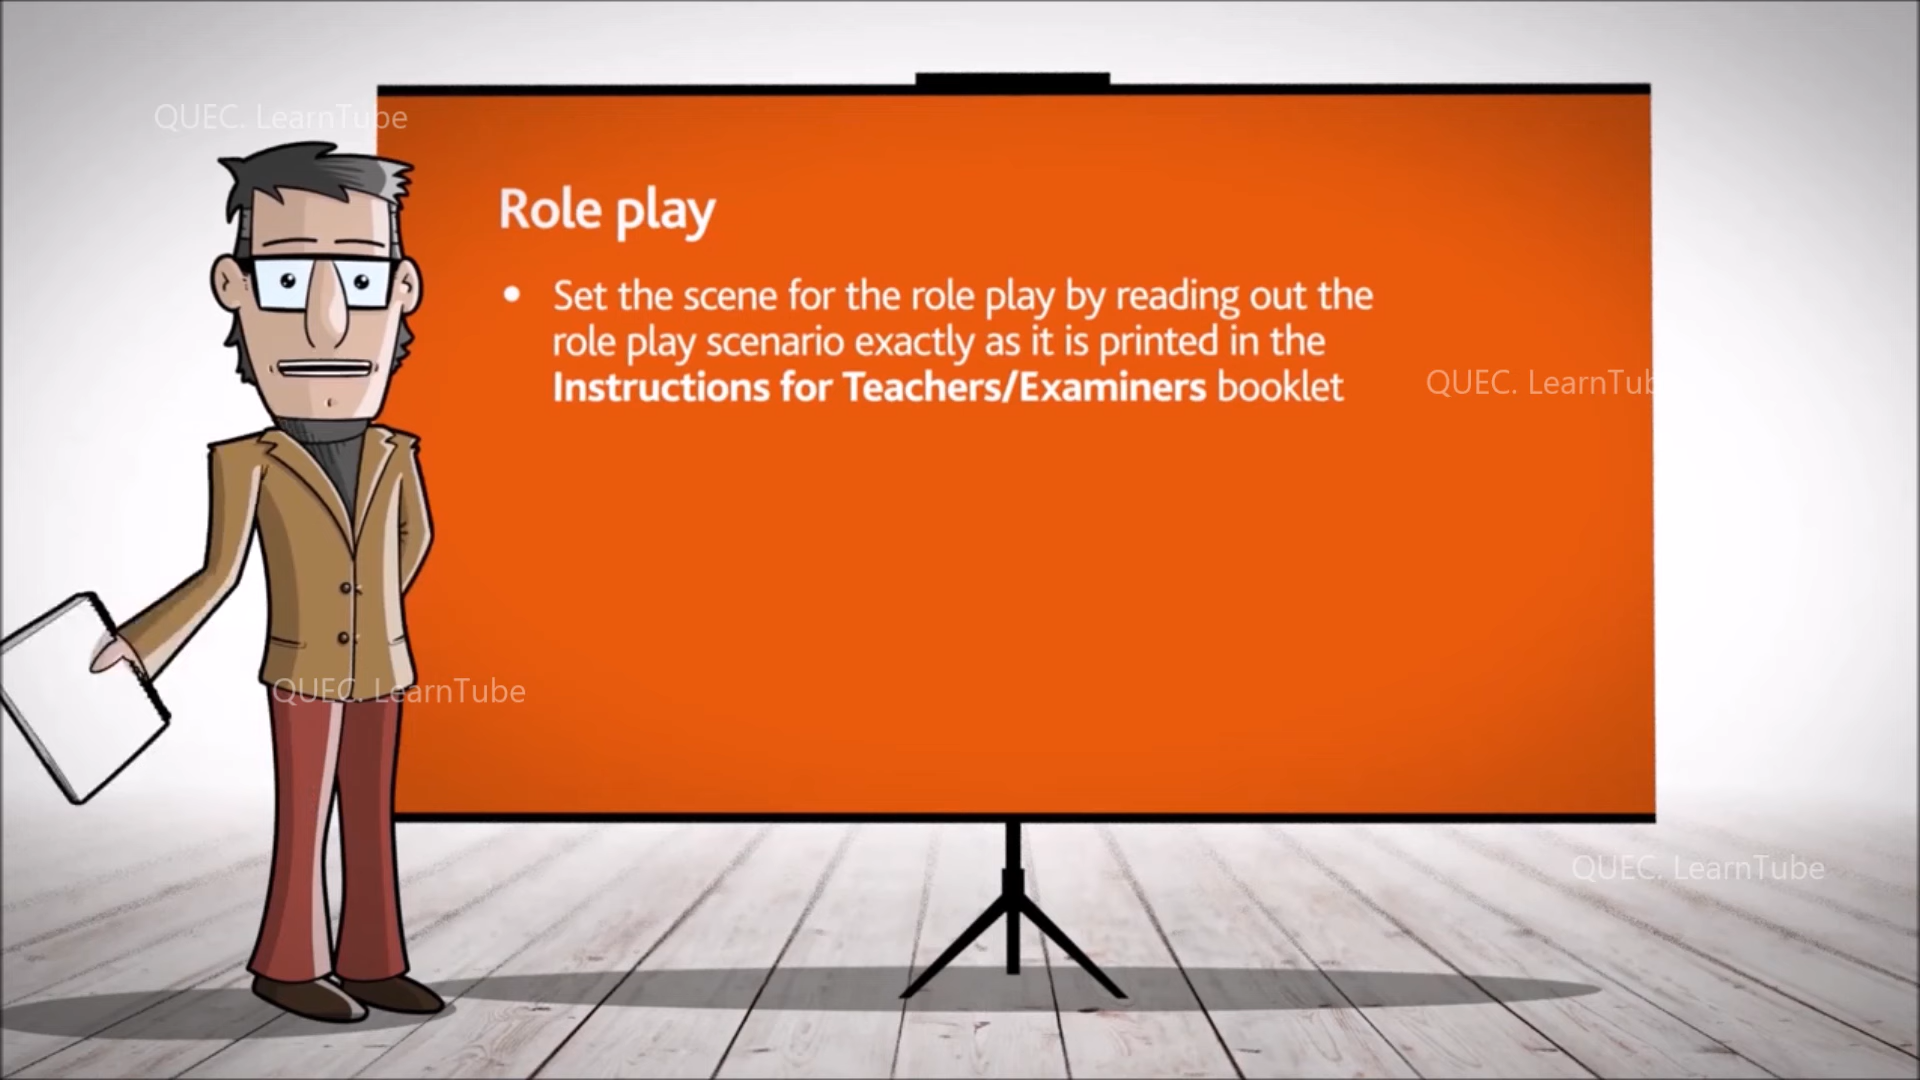 QUEC. LearnTube
Role play
• Set the scene for the role play by reading out the
role play scenario exactly as it is printed in the
Instructions for Teachers/Examiners booklet
QUEC. LearnTub
QUEC. LearnTube
QUEC. LearnTube